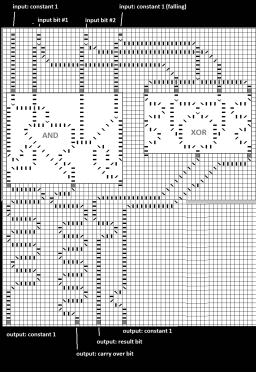 input: constant 1
input: constant 1 (falling)
input bit #1
input bit #2
AND
XOR
output: constant 1
output: constant 1
output: result bit
output: carry over bit